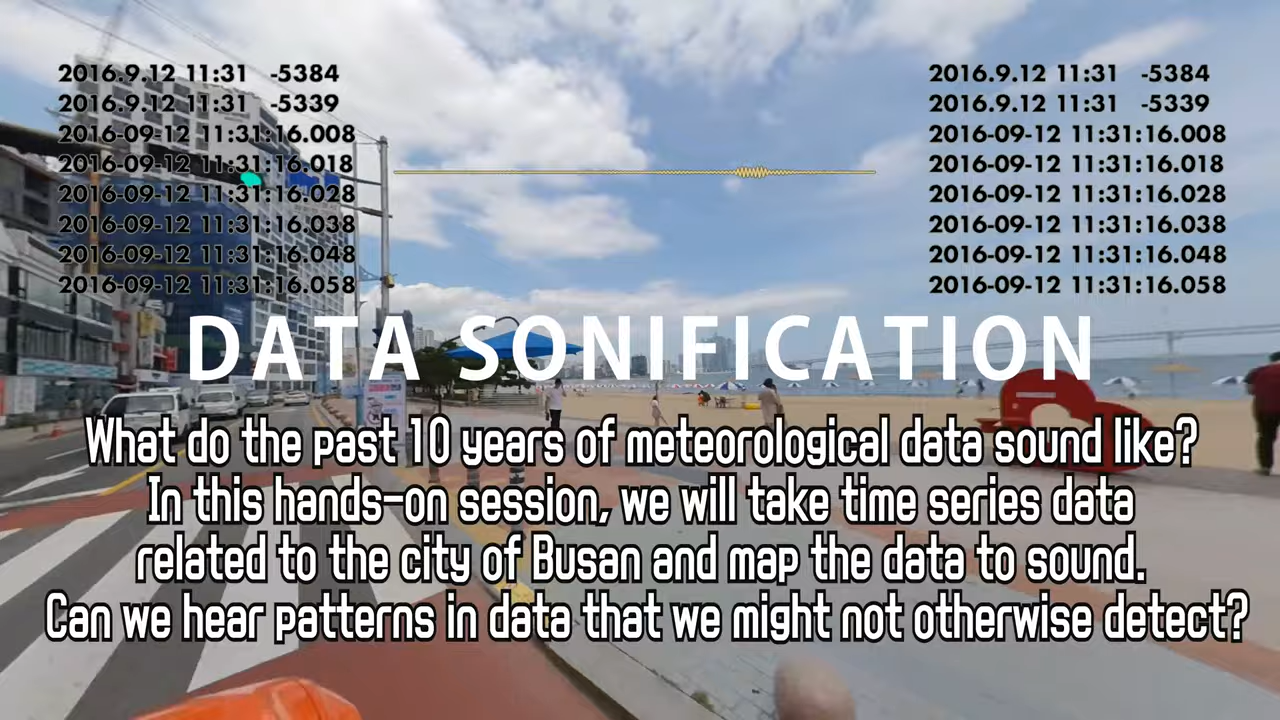 2016.9.12 11:31 -5384
2016.9.12 11:31 -5339
2016-09-12 11:31:16.008
2016-09-12 11:31:16.018
2016-09-12 11:31:16.028
2016-09-12 11:31:16.038
2016-09-12 11:31:16.048
2016-09-12 11:31:16.058
2016.9.12 11:31 -5384
2016.9.12 11:31 -5339
2016-09-12 11:31:16.008
2016-09-12 11:31:16.018
2016-09-12 11:31:16.028
2016-09-12 11:31:16.038
2016-09-12 11:31:16.048
2016-09-12 11:31:16.058
DATA SONIFICATION
What do the past 10 years of meteorological data sound like?
In this hands-on session, we will take time series data
related to the city of Busan and map the data to sound.
Can we hear patterns in data that we might not otherwise detect?